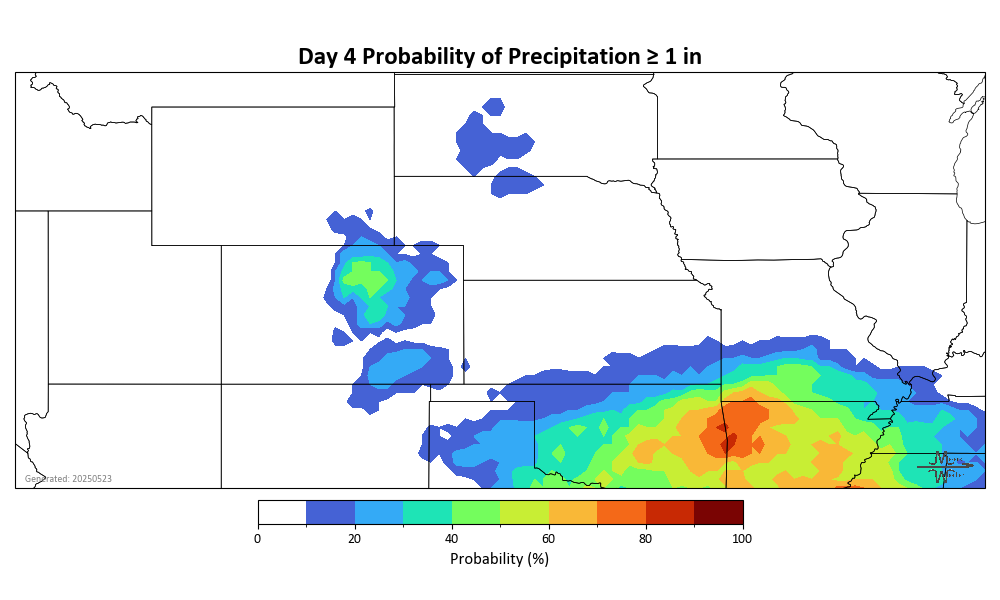 Day 4 Probability of Precipitation ≥ 1 in
Generated: 20250523
0 20 40 60 80 100
Probability (%)